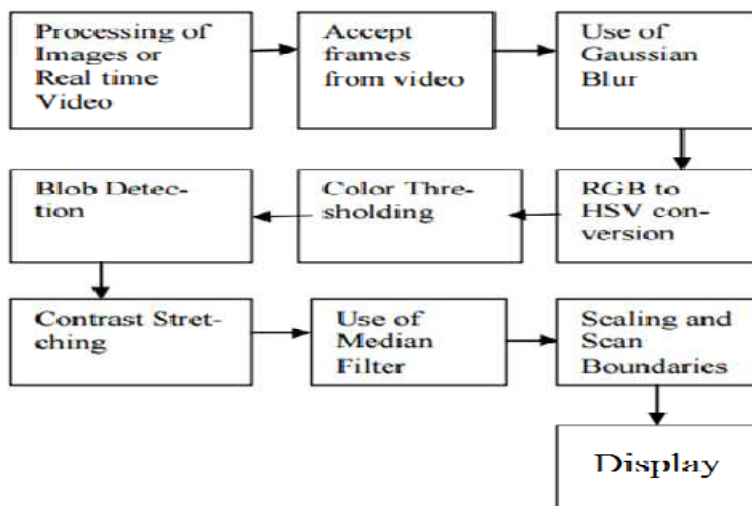 Processing of
Images or
Real time
Video
Accept
frames
from video
Use of
Gaussian
Blur
Blob Detec-
tion
Color Thre-
sholding
RGB to
HSV con-
version
Contrast Stret-
ching
Use of
Median
Filter
Scaling and
Scan
Boundaries
Display